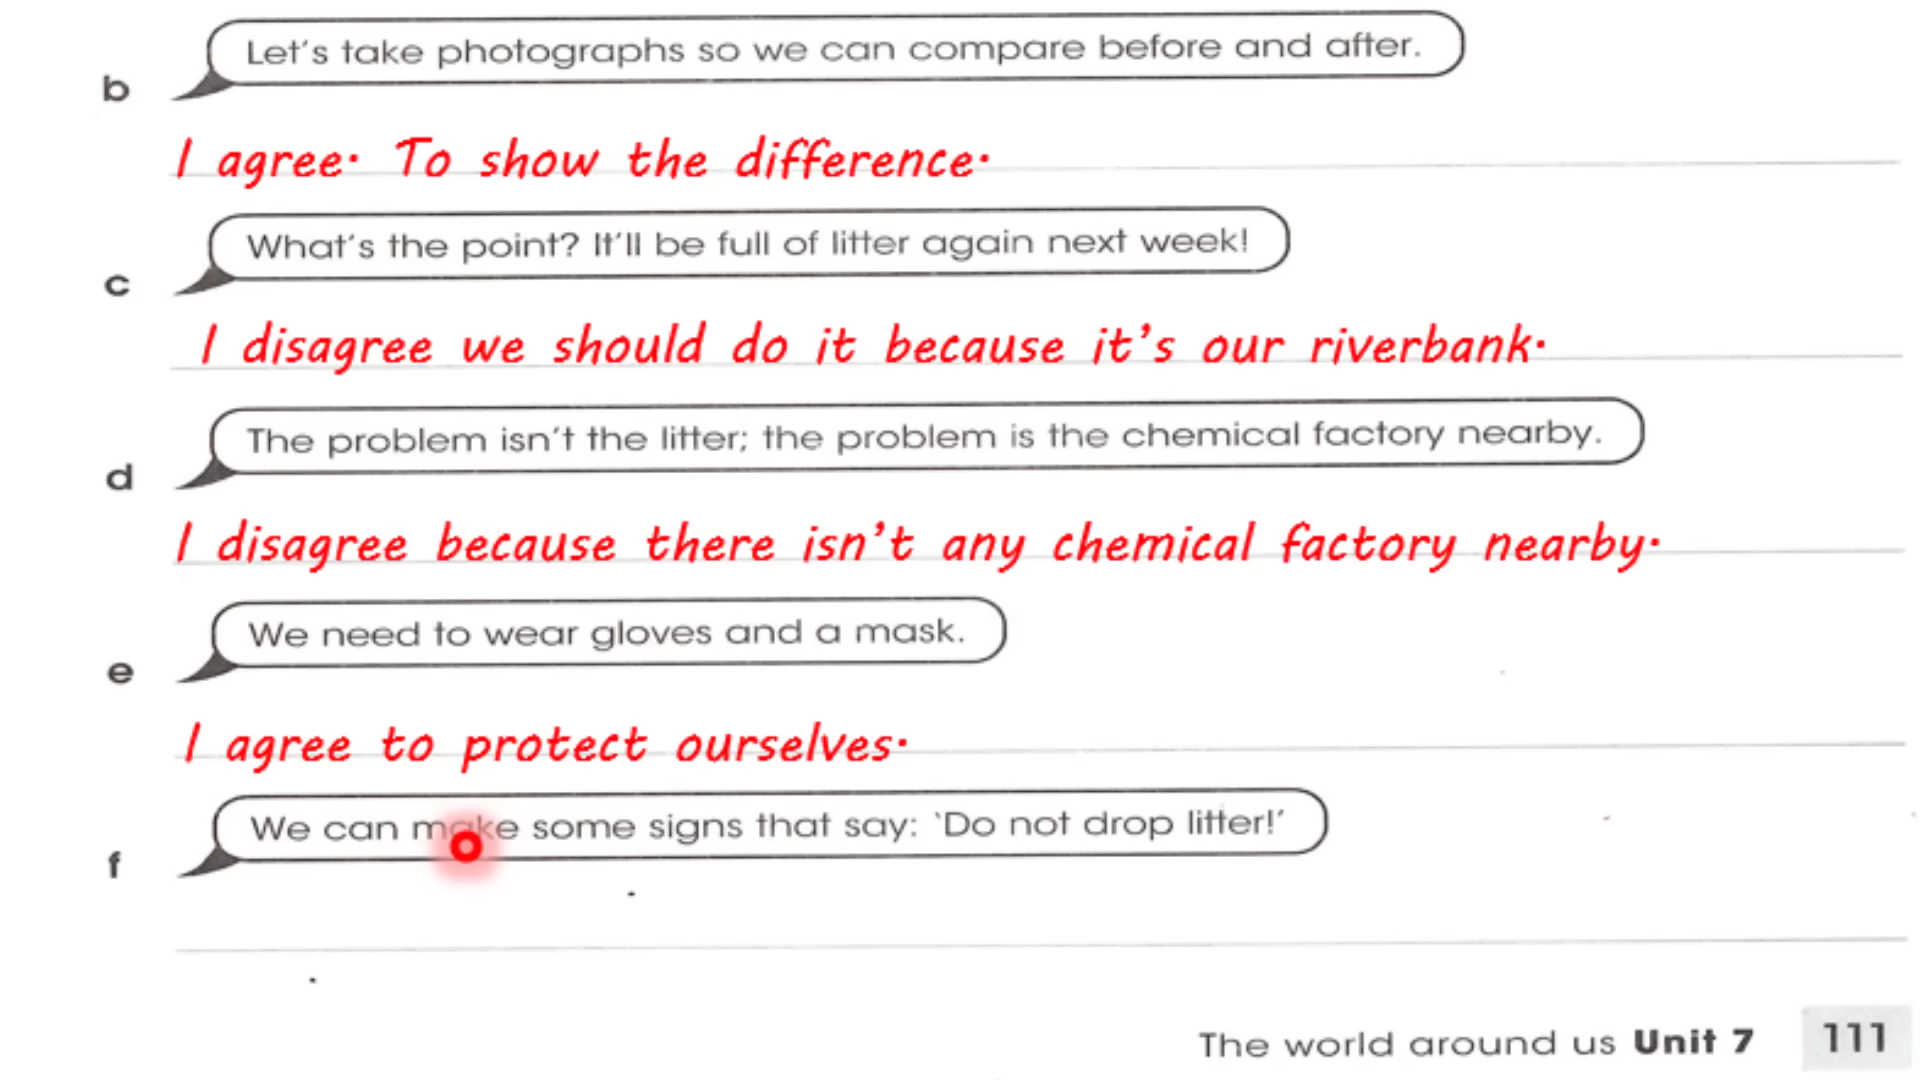 b
Let's take photographs so we can compare before and after.
I agree. To show the difference.
c
What's the point? It'll be full of litter again next week!
I disagree we should do it because it's our riverbank.
d
The problem isn't the litter; the problem is the chemical factory nearby.
I disagree because there isn't any chemical factory nearby.
e
We need to wear gloves and a mask.
I agree to protect ourselves.
f
We can make some signs that say: 'Do not drop litter!'
The world around us Unit 7 111